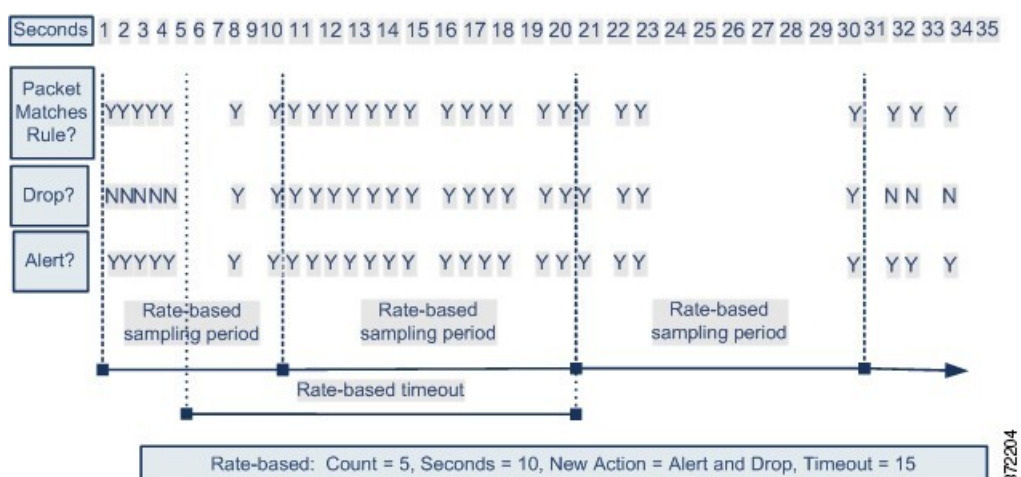 Seconds 1 2 3 4 5 6 7 8 9 10 11 12 13 14 15 16 17 18 19 20 21 22 23 24 25 26 27 28 29 30 31 32 33 34 35
Packet
Matches
Rule?
YYYYY Y Y Y Y Y Y Y Y Y Y Y Y Y Y Y Y Y Y Y Y Y Y
Drop?
NNNNN Y Y Y Y Y Y Y Y Y Y Y Y Y Y Y Y Y Y Y Y N N N
Alert?
YYYYY Y Y Y Y Y Y Y Y Y Y Y Y Y Y Y Y Y Y Y Y Y Y Y
Rate-based
sampling period
Rate-based
sampling period
Rate-based
sampling period
Rate-based timeout
Rate-based: Count = 5, Seconds = 10, New Action = Alert and Drop, Timeout = 15
372204